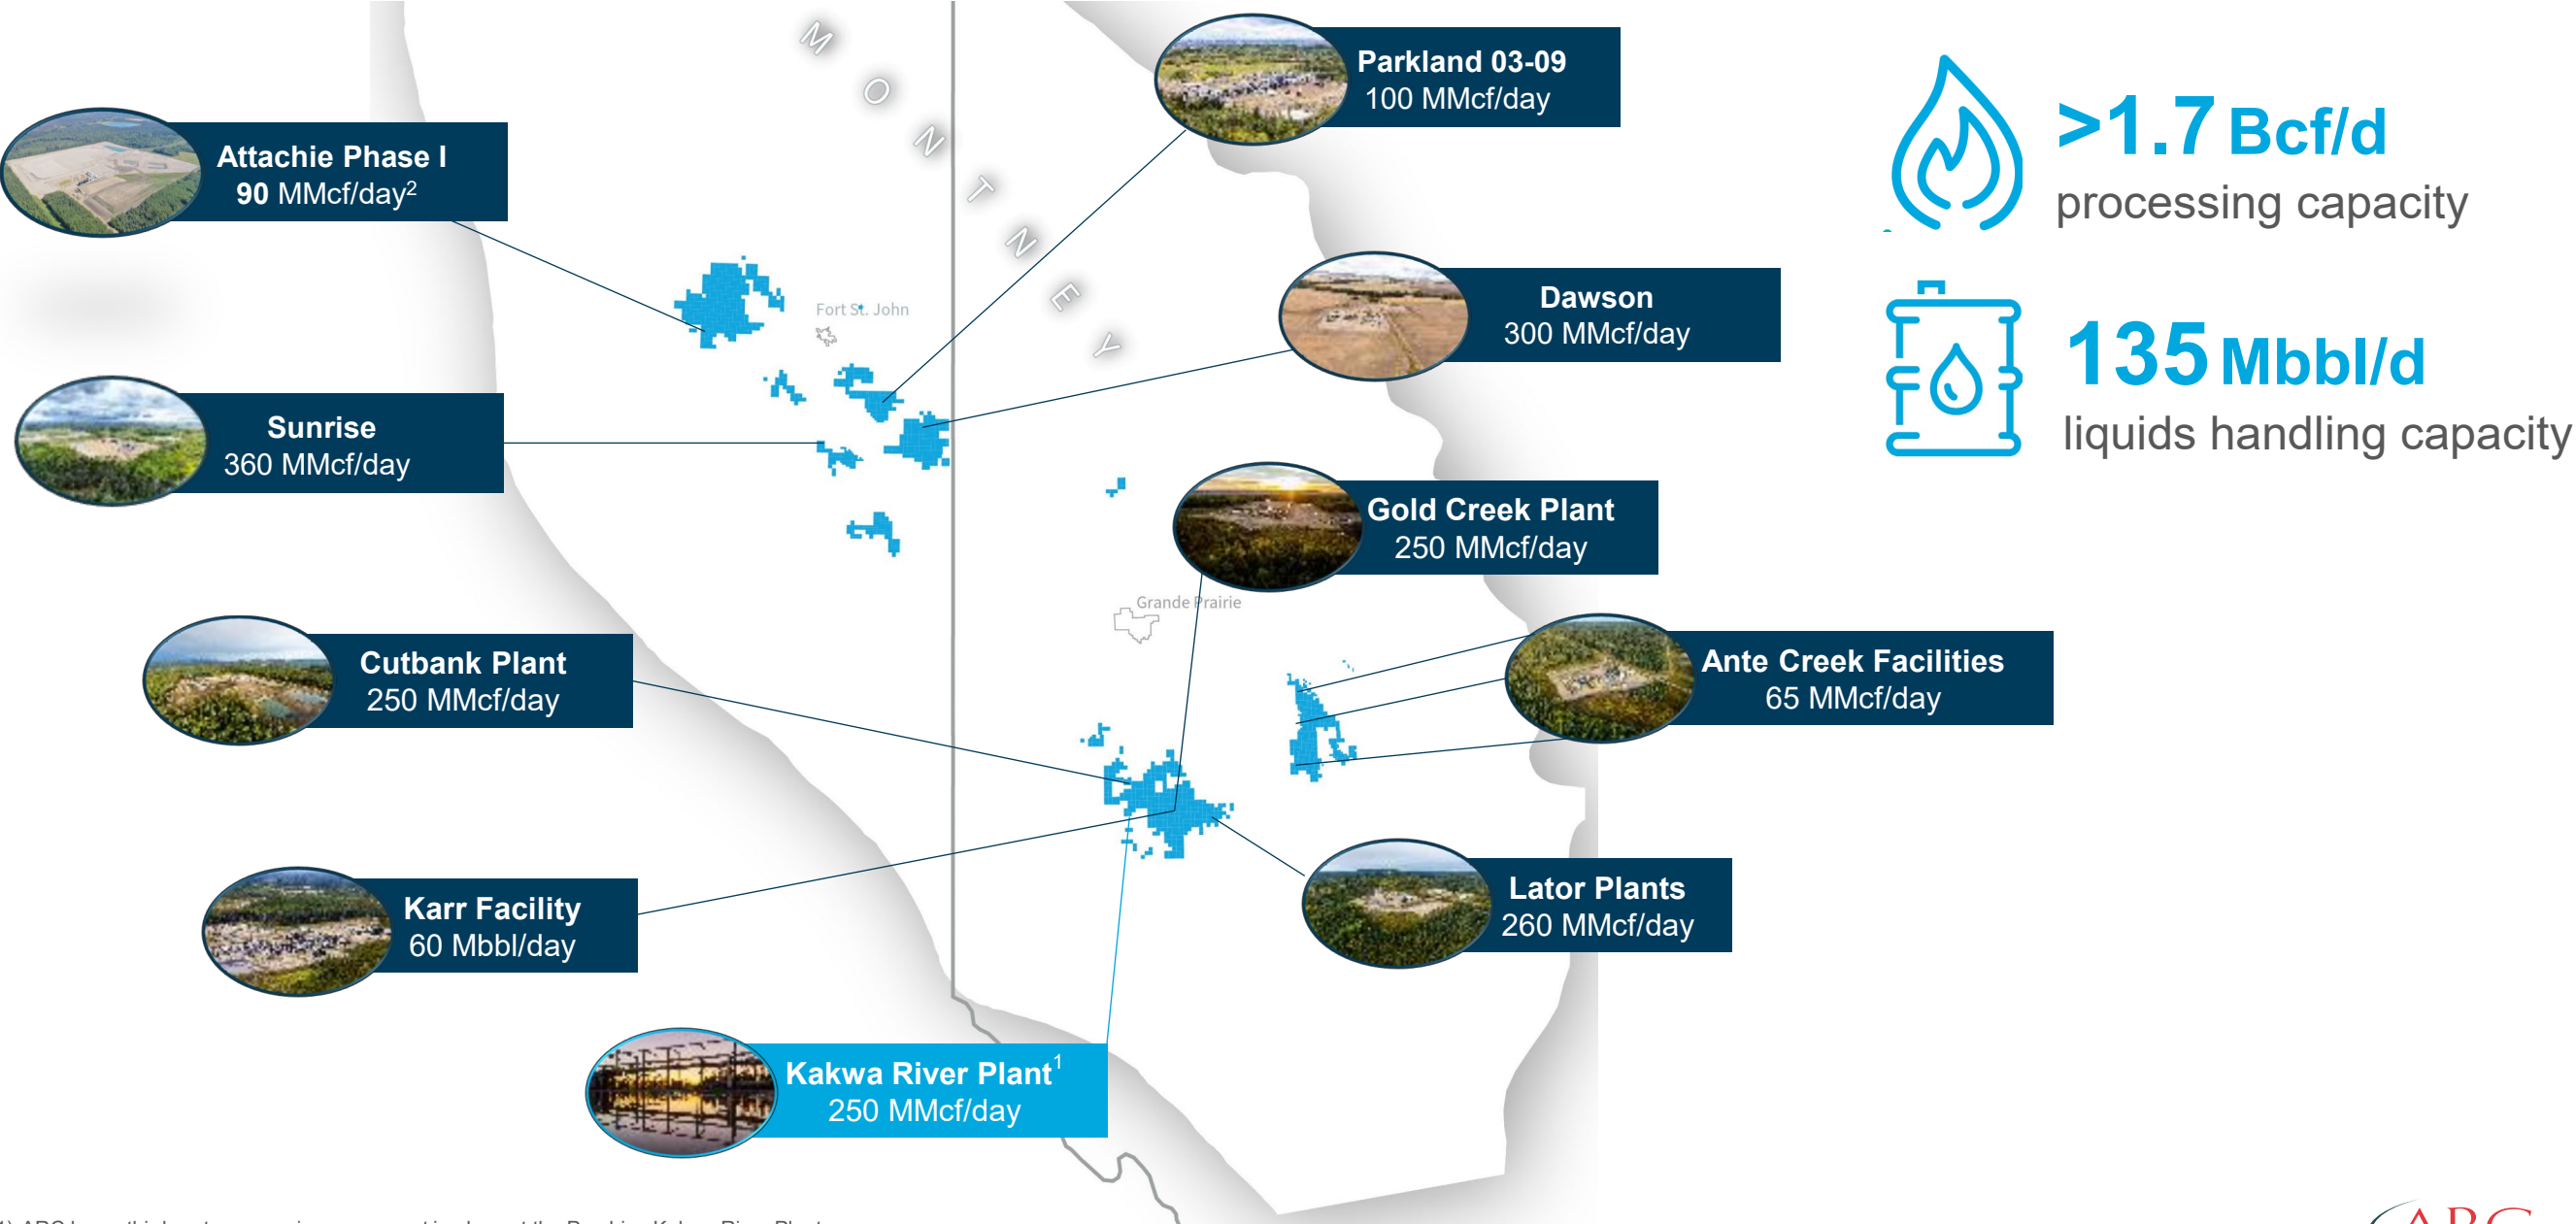 MONTNEY
Parkland 03-09
100 MMcf/day
>1.7 Bcf/d
processing capacity
Attachie Phase I
90 MMcf/day²
Dawson
300 MMcf/day
Fort St. John
135 Mbbl/d
liquids handling capacity
Sunrise
360 MMcf/day
Gold Creek Plant
250 MMcf/day
Grande Prairie
Cutbank Plant
250 MMcf/day
Ante Creek Facilities
65 MMcf/day
Karr Facility
60 Mbbl/day
Lator Plants
260 MMcf/day
Kakwa River Plant¹
250 MMcf/day
ARC